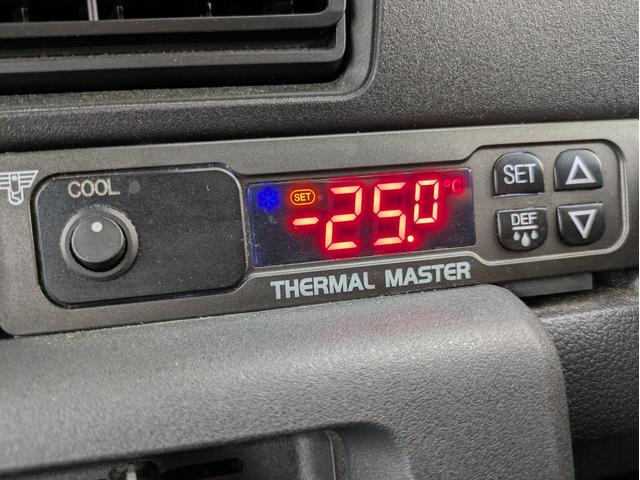 COOL
SET
-25.0 °C
SET
DEF
THERMAL MASTER